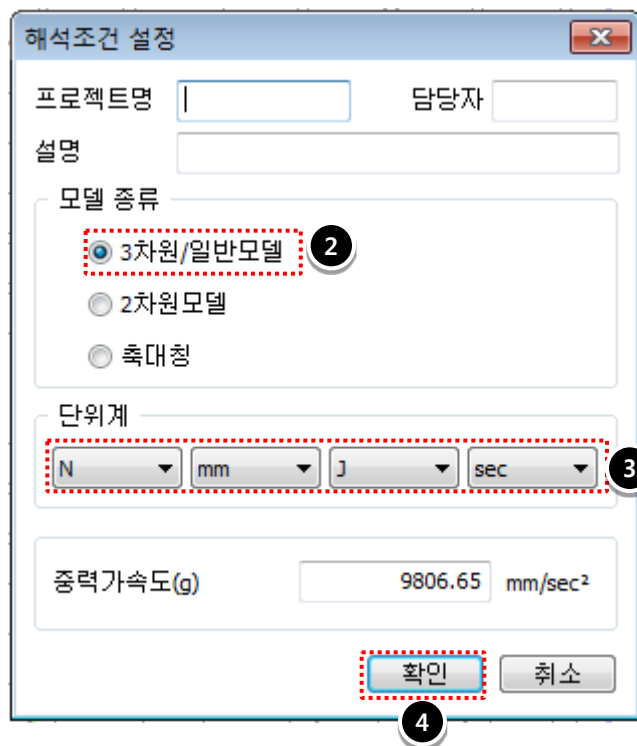 해석조건 설정
프로젝트명 담당자
설명
모델 종류
3차원/일반모델 2
2차원모델
축대칭
단위계
N mm J sec 3
중력가속도(g) 9806.65 mm/sec²
확인 취소
4